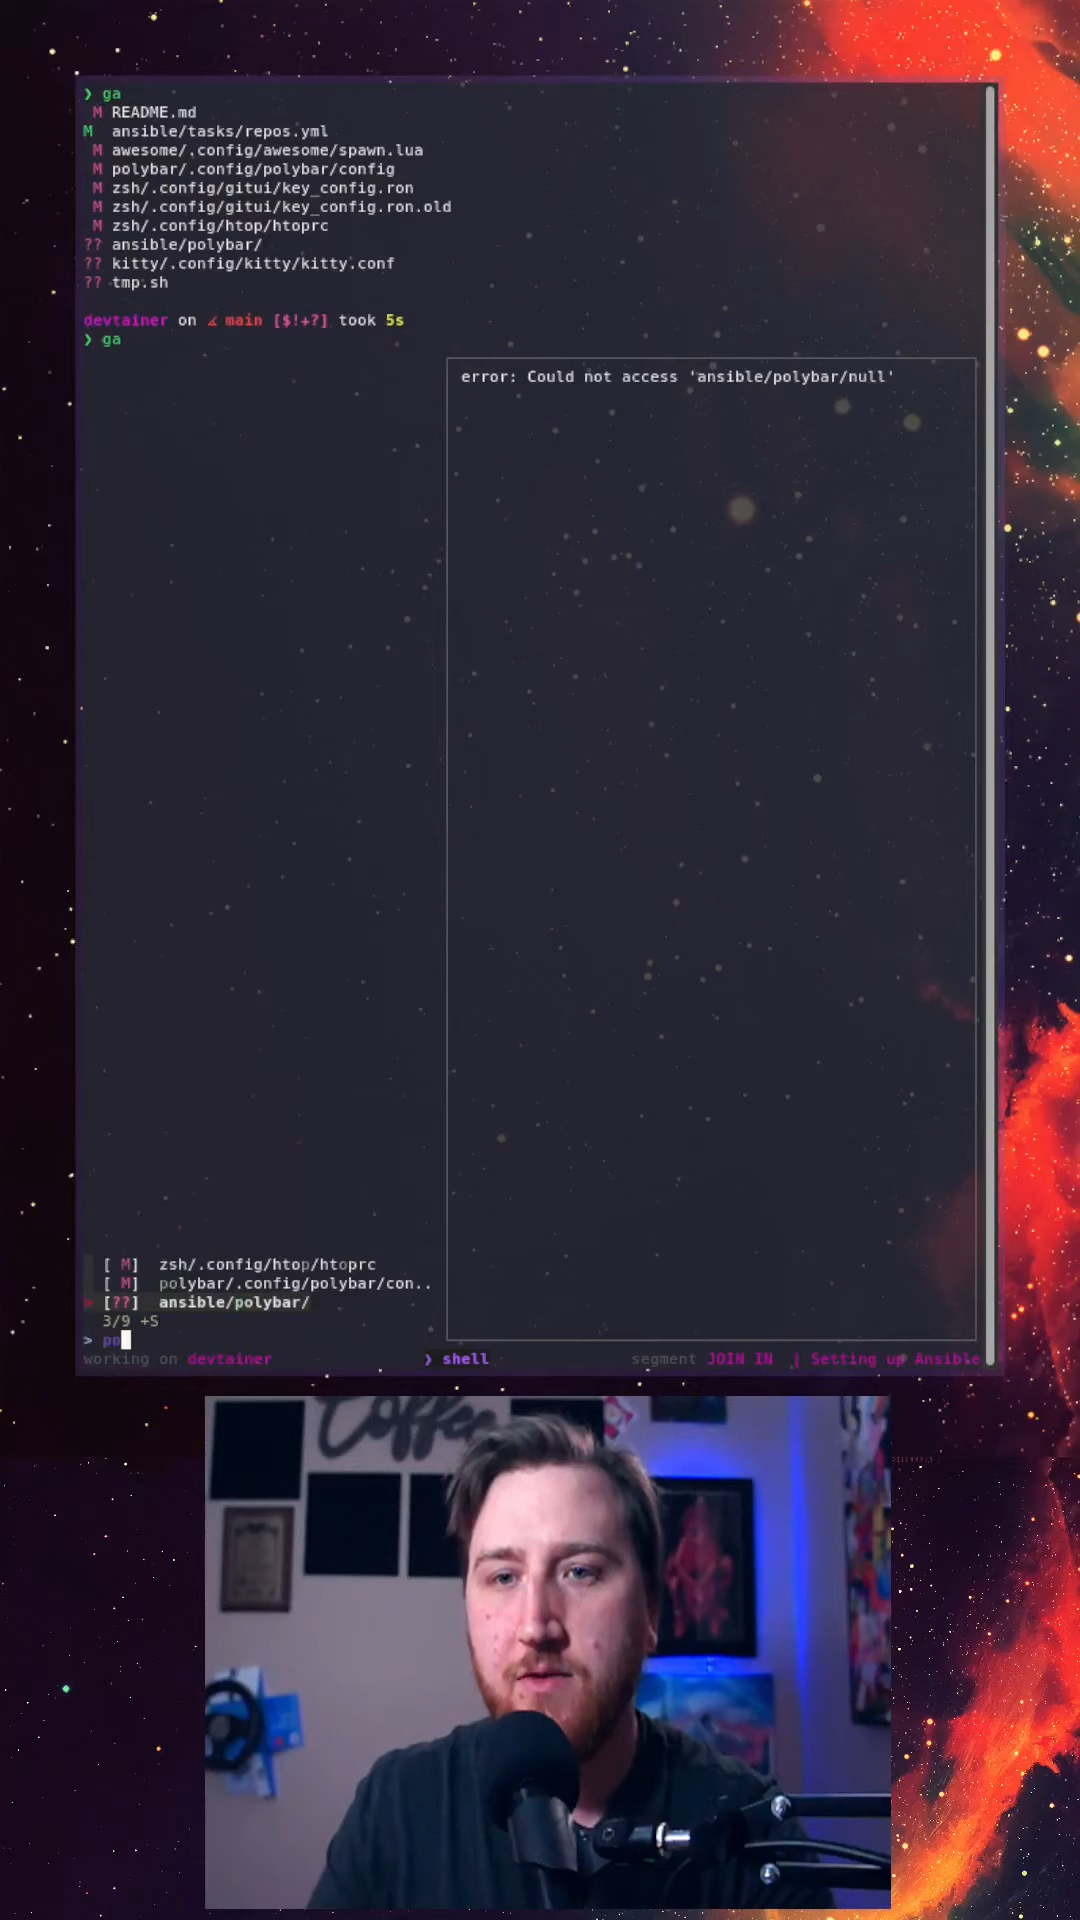 ❯ ga
M README.md
M ansible/tasks/repos.yml
M awesome/.config/awesome/spawn.lua
M polybar/.config/polybar/config
M zsh/.config/gitui/key_config.ron
M zsh/.config/gitui/key_config.ron.old
M zsh/.config/htop/htoprc
?? ansible/polybar/
?? kitty/.config/kitty/kitty.conf
?? tmp.sh
devtainer on main [$!+?] took 5s
❯ ga
error: Could not access 'ansible/polybar/null'
[ M] zsh/.config/htop/htoprc
[ M] polybar/.config/polybar/con..
> [??] ansible/polybar/
3/9 +S
> pp
working on devtainer ❯ shell segment JOIN IN | Setting up Ansible
Coffee